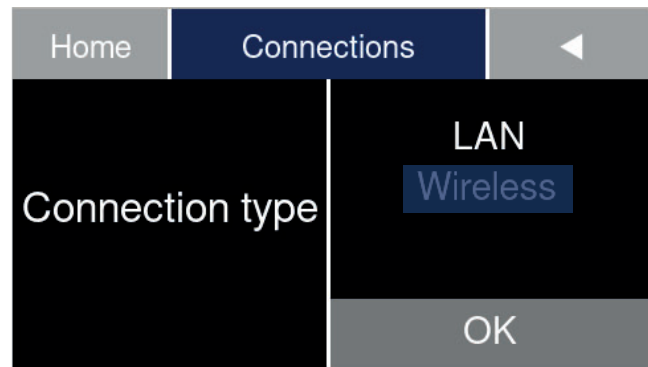 Home
Connections
Connection type
LAN
Wireless
OK